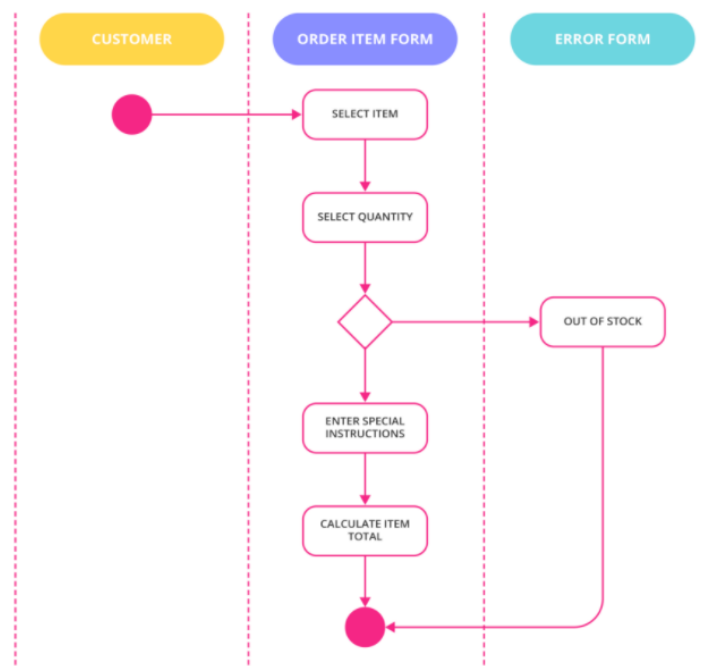 CUSTOMER
ORDER ITEM FORM
ERROR FORM
SELECT ITEM
SELECT QUANTITY
OUT OF STOCK
ENTER SPECIAL
INSTRUCTIONS
CALCULATE ITEM
TOTAL